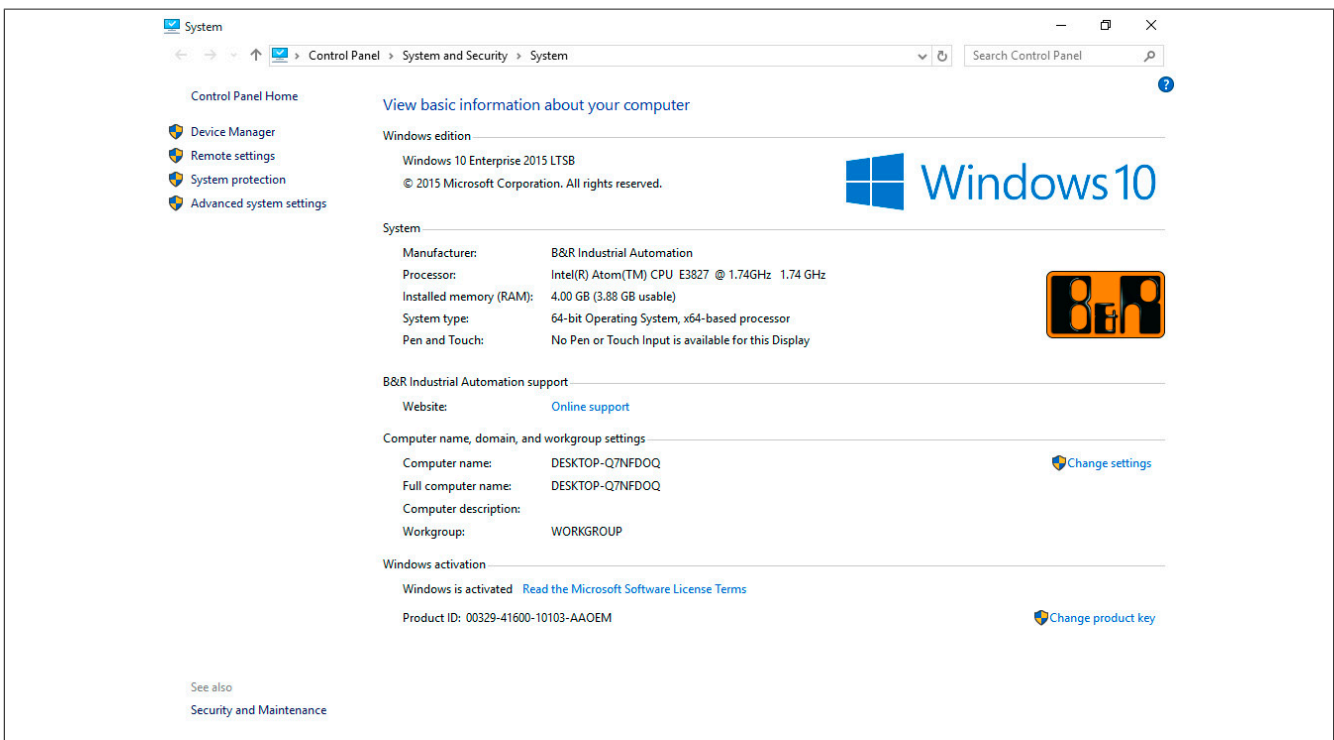 System
Control Panel > System and Security > System
Search Control Panel
?
Control Panel Home
Device Manager
Remote settings
System protection
Advanced system settings
View basic information about your computer
Windows edition
Windows 10 Enterprise 2015 LTSB
© 2015 Microsoft Corporation. All rights reserved.
Windows 10
System
Manufacturer: B&R Industrial Automation
Processor: Intel(R) Atom(TM) CPU E3827 @ 1.74GHz 1.74 GHz
Installed memory (RAM): 4.00 GB (3.88 GB usable)
System type: 64-bit Operating System, x64-based processor
Pen and Touch: No Pen or Touch Input is available for this Display
B&R
B&R Industrial Automation support
Website: Online support
Computer name, domain, and workgroup settings
Computer name: DESKTOP-Q7NFDOQ Change settings
Full computer name: DESKTOP-Q7NFDOQ
Computer description:
Workgroup: WORKGROUP
Windows activation
Windows is activated Read the Microsoft Software License Terms
Product ID: 00329-41600-10103-AAOEM Change product key
See also
Security and Maintenance